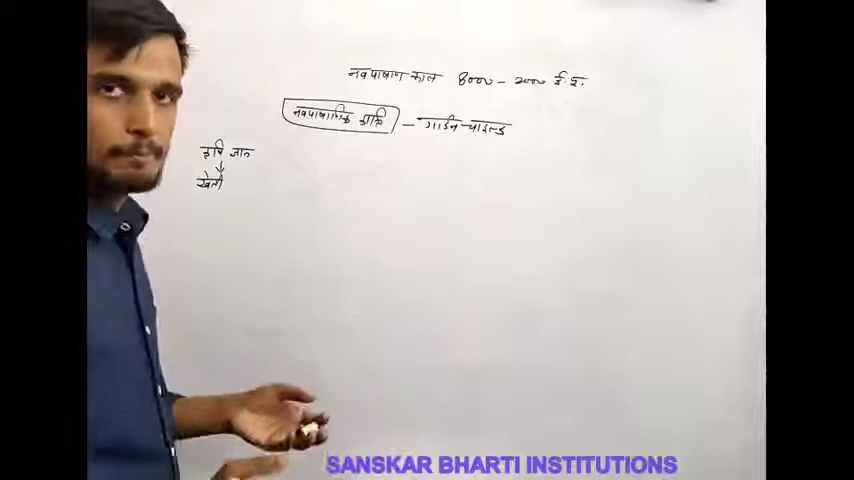 नवपाषाण काल 8000 - 2000 ई.पू.
नवपाषाणिक क्रांति - गार्डन चाइल्ड
कृषि ज्ञान
↓
खेती
SANSKAR BHARTI INSTITUTIONS